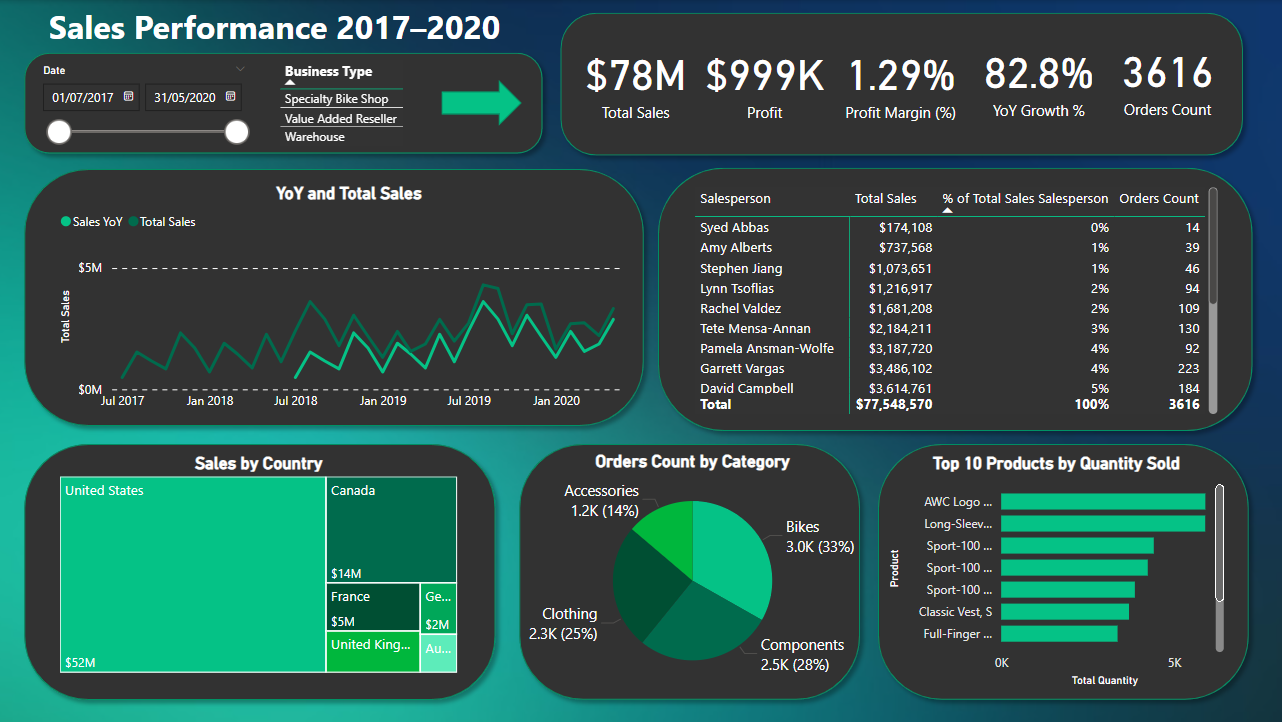 Sales Performance 2017–2020
Date
01/07/2017 31/05/2020
Business Type
Specialty Bike Shop
Value Added Reseller
Warehouse
$78M $999K 1.29% 82.8% 3616
Total Sales Profit Profit Margin (%) YoY Growth % Orders Count
YoY and Total Sales
Sales YoY Total Sales
Total Sales
$5M
$0M
Jul 2017 Jan 2018 Jul 2018 Jan 2019 Jul 2019 Jan 2020
Salesperson Total Sales % of Total Sales Salesperson Orders Count
Syed Abbas $174,108 0% 14
Amy Alberts $737,568 1% 39
Stephen Jiang $1,073,651 1% 46
Lynn Tsoflias $1,216,917 2% 94
Rachel Valdez $1,681,208 2% 109
Tete Mensa-Annan $2,184,211 3% 130
Pamela Ansman-Wolfe $3,187,720 4% 92
Garrett Vargas $3,486,102 4% 223
David Campbell $3,614,761 5% 184
Total $77,548,570 100% 3616
Sales by Country
United States
$52M
Canada
$14M
France
$5M
Ge...
$2M
United King...
Au...
Orders Count by Category
Accessories
1.2K (14%)
Bikes
3.0K (33%)
Clothing
2.3K (25%)
Components
2.5K (28%)
Top 10 Products by Quantity Sold
Product
AWC Logo ...
Long-Sleev...
Sport-100 ...
Sport-100 ...
Sport-100 ...
Classic Vest, S
Full-Finger ...
0K 5K
Total Quantity